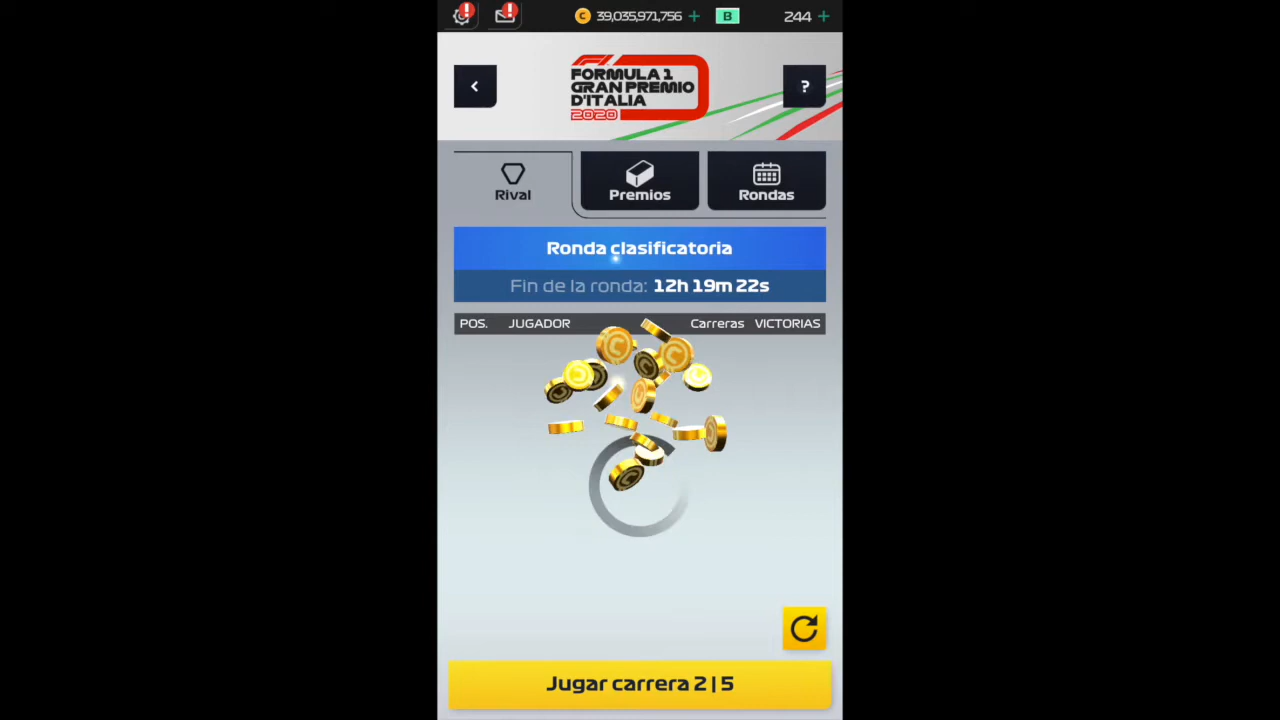 39,035,971,756 + B 244 +
FORMULA 1
GRAN PREMIO
D'ITALIA
2020
< ?
Rival Premios Rondas
Ronda clasificatoria
Fin de la ronda: 12h 19m 22s
POS. JUGADOR Carreras VICTORIAS
Jugar carrera 2|5